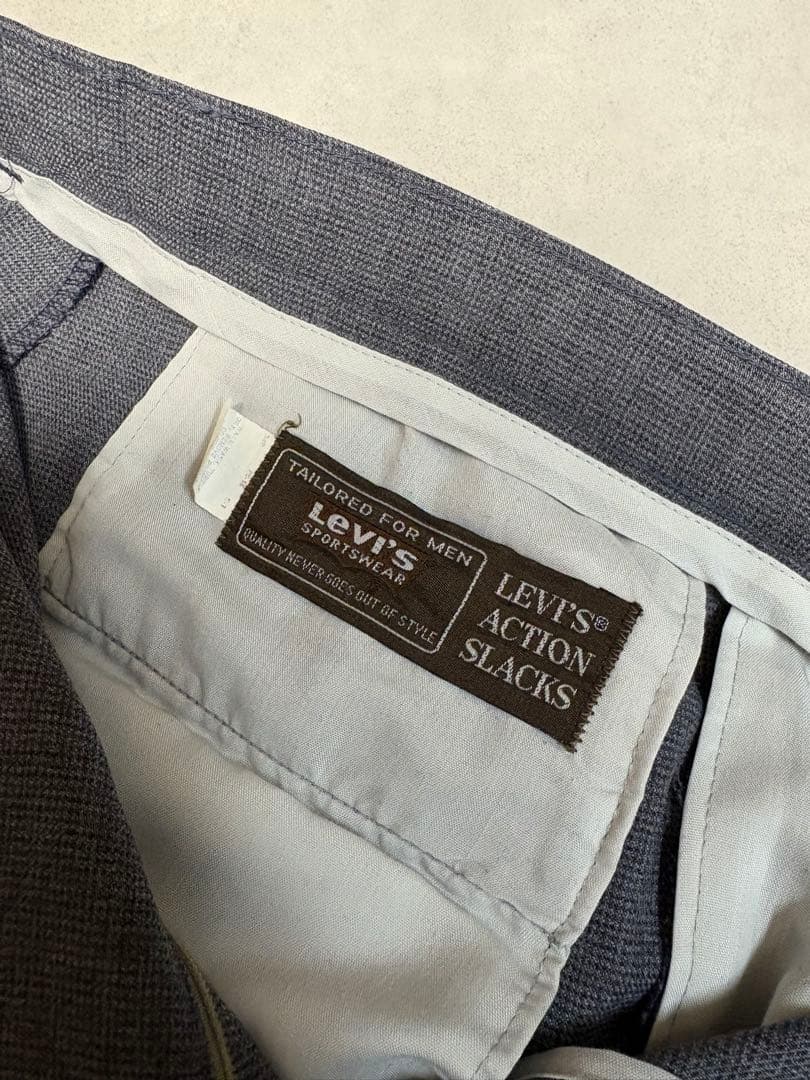 TAILORED FOR MEN
Levi's
SPORTSWEAR
QUALITY NEVER GOES OUT OF STYLE
LEVI'S®
ACTION
SLACKS